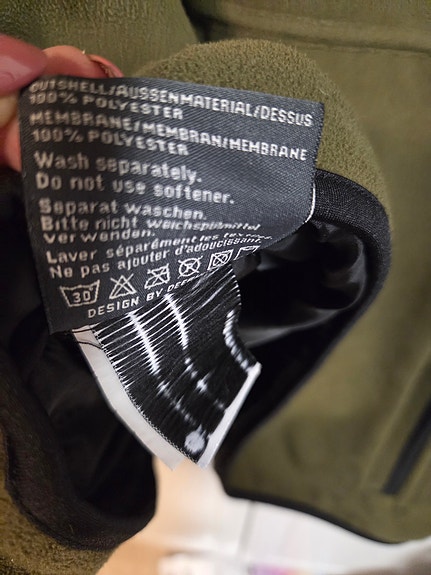 OUTSHELL/AUSSENMATERIAL/DESSUS
100% POLYESTER
MEMBRANE/MEMBRAN/MEMBRANE
100% POLYESTER
Wash separately.
Do not use softener.
Separat waschen.
Bitte nicht weichspülmittel
verwenden.
Laver séparément les
Ne pas ajouter d'adoucissant.
30
DESIGN BY